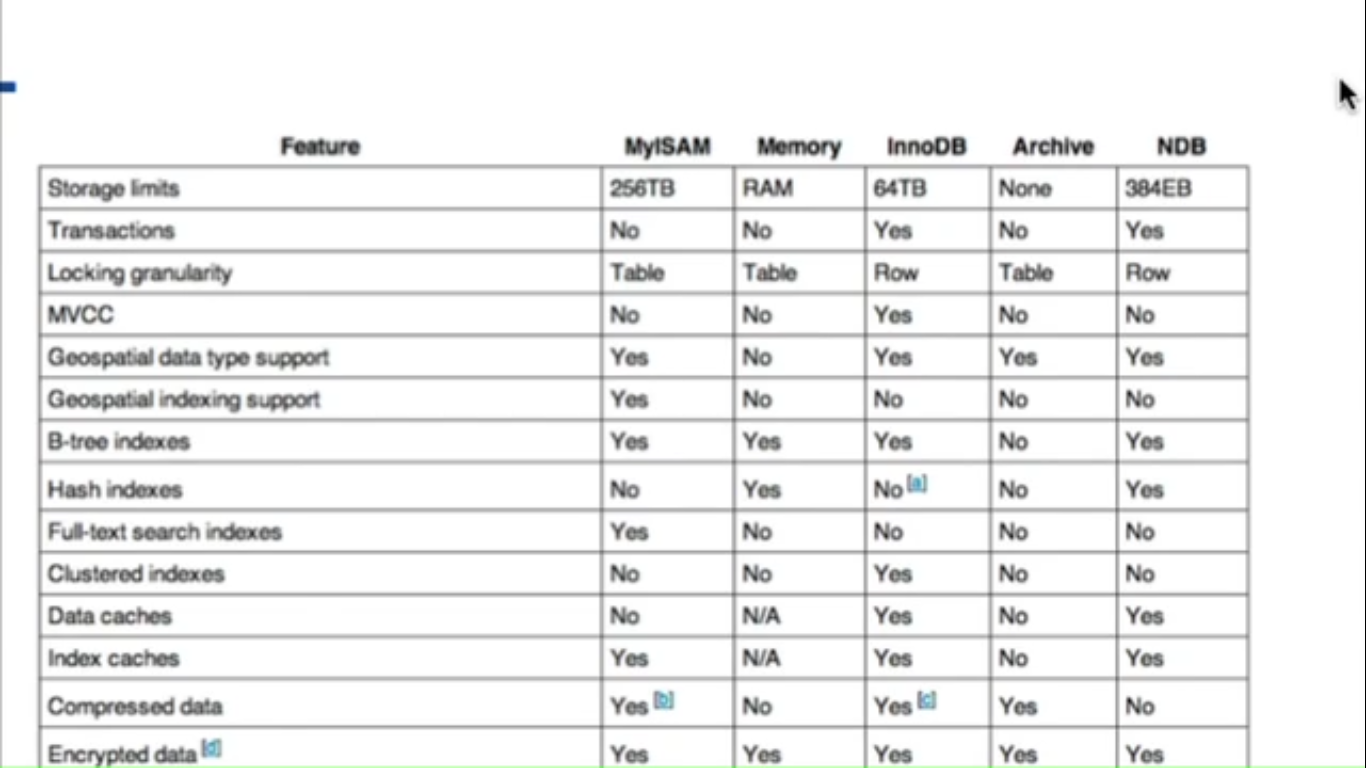 Feature MyISAM Memory InnoDB Archive NDB
Storage limits 256TB RAM 64TB None 384EB
Transactions No No Yes No Yes
Locking granularity Table Table Row Table Row
MVCC No No Yes No No
Geospatial data type support Yes No Yes Yes Yes
Geospatial indexing support Yes No No No No
B-tree indexes Yes Yes Yes No Yes
Hash indexes No Yes No [a] No Yes
Full-text search indexes Yes No No No No
Clustered indexes No No Yes No No
Data caches No N/A Yes No Yes
Index caches Yes N/A Yes No Yes
Compressed data Yes [b] No Yes [c] Yes No
Encrypted data [d] Yes Yes Yes Yes Yes